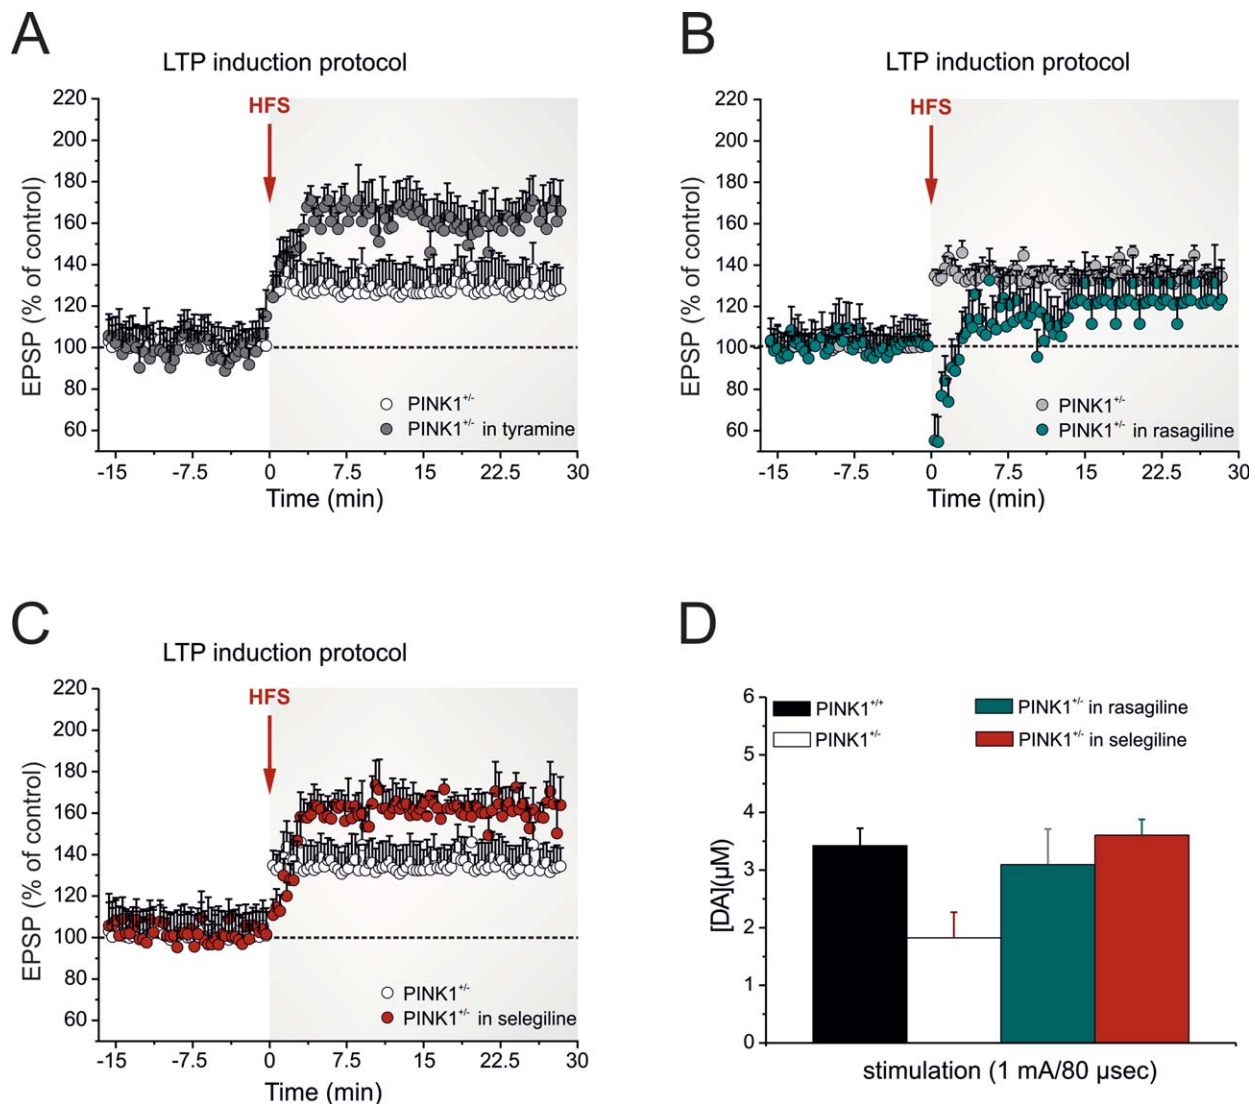 A
LTP induction protocol
HFS
220
200
180
160
140
120
100
80
60
EPSP (% of control)
PINK1+/-
PINK1+/- in tyramine
-15 -7.5 0 7.5 15 22.5 30
Time (min)
B
LTP induction protocol
HFS
220
200
180
160
140
120
100
80
60
EPSP (% of control)
PINK1+/-
PINK1+/- in rasagiline
-15 -7.5 0 7.5 15 22.5 30
Time (min)
C
LTP induction protocol
HFS
220
200
180
160
140
120
100
80
60
EPSP (% of control)
PINK1+/-
PINK1+/- in selegiline
-15 -7.5 0 7.5 15 22.5 30
Time (min)
D
6
5
4
3
2
1
0
[DA](µM)
PINK1+/+
PINK1+/-
PINK1+/- in rasagiline
PINK1+/- in selegiline
stimulation (1 mA/80 µsec)